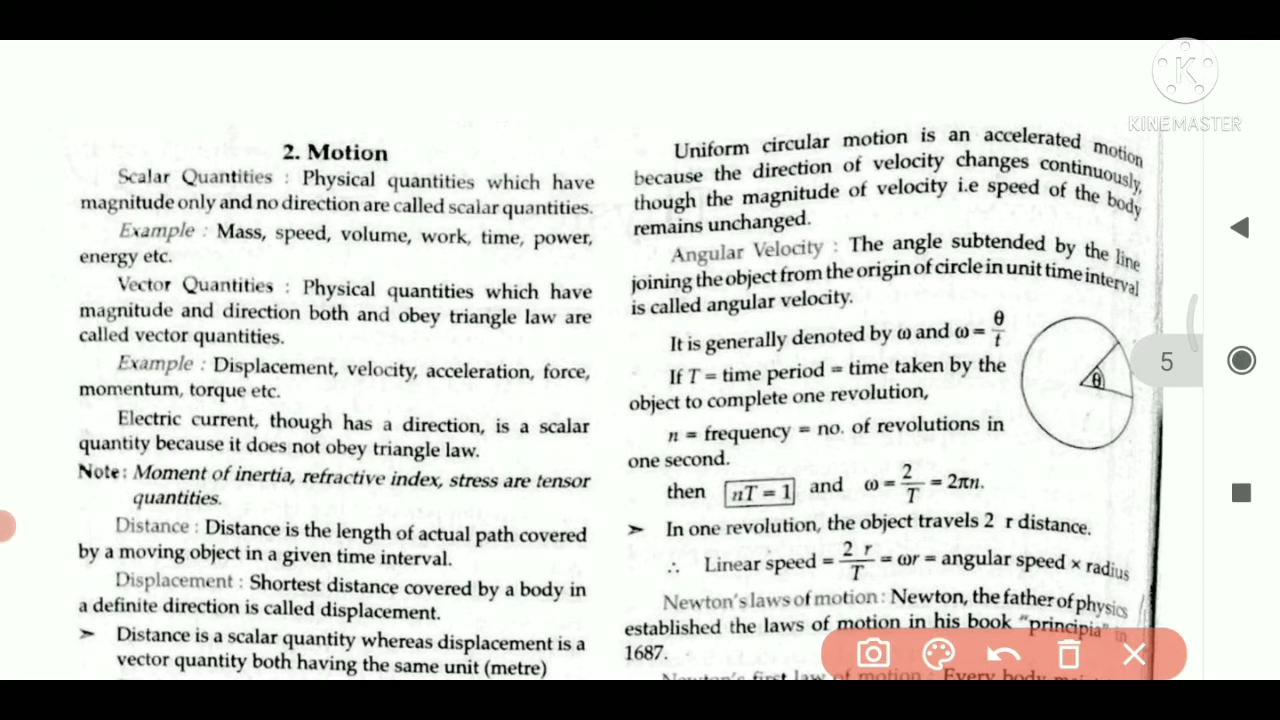 2. Motion
Scalar Quantities : Physical quantities which have
magnitude only and no direction are called scalar quantities.
Example : Mass, speed, volume, work, time, power,
energy etc.
Vector Quantities : Physical quantities which have
magnitude and direction both and obey triangle law are
called vector quantities.
Example : Displacement, velocity, acceleration, force,
momentum, torque etc.
Electric current, though has a direction, is a scalar
quantity because it does not obey triangle law.
Note : Moment of inertia, refractive index, stress are tensor
quantities.
Distance : Distance is the length of actual path covered
by a moving object in a given time interval.
Displacement : Shortest distance covered by a body in
a definite direction is called displacement.
➤ Distance is a scalar quantity whereas displacement is a
vector quantity both having the same unit (metre)
Uniform circular motion is an accelerated motion
because the direction of velocity changes continuously,
though the magnitude of velocity i.e speed of the body
remains unchanged.
Angular Velocity : The angle subtended by the line
joining the object from the origin of circle in unit time interval
is called angular velocity.
It is generally denoted by ω and ω = θ/t
If T = time period = time taken by the
object to complete one revolution,
n = frequency = no. of revolutions in
one second.
then nT = 1 and ω = 2/T = 2πn.
➤ In one revolution, the object travels 2 r distance.
∴ Linear speed = 2 r/T = ωr = angular speed × radius
Newton's laws of motion : Newton, the father of physics
established the laws of motion in his book "principia" in
1687.
Newton's first law of motion : Every body
θ
5
K
KINEMASTER